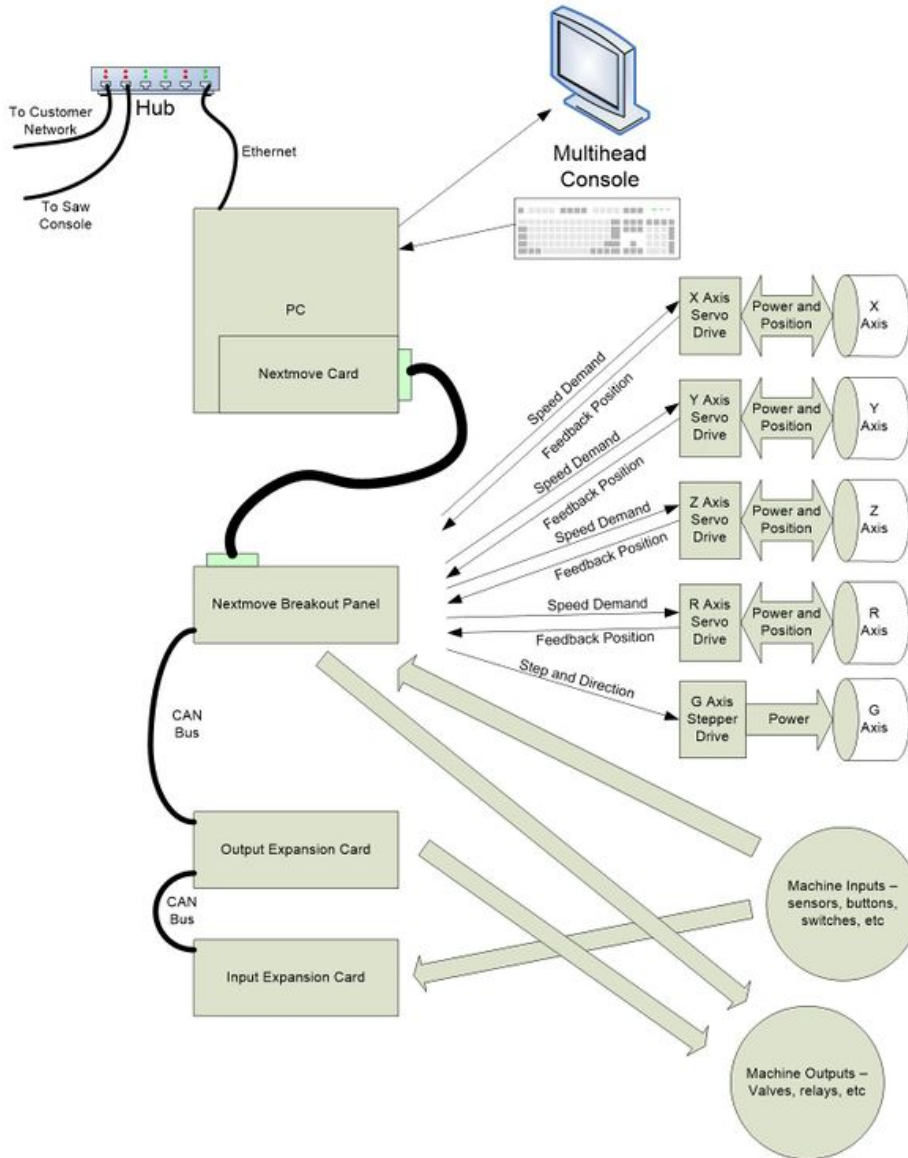 Hub
To Customer
Network
Ethernet
To Saw
Console
Multihead
Console
PC
Nextmove Card
X Axis
Servo
Drive
Power and
Position
X
Axis
Speed Demand
Feedback Position
Y Axis
Servo
Drive
Power and
Position
Y
Axis
Speed Demand
Feedback Position
Z Axis
Servo
Drive
Power and
Position
Z
Axis
Speed Demand
Feedback Position
R Axis
Servo
Drive
Power and
Position
R
Axis
Speed Demand
Feedback Position
G Axis
Stepper
Drive
Power
G
Axis
Step and Direction
Nextmove Breakout Panel
CAN
Bus
Output Expansion Card
CAN
Bus
Input Expansion Card
Machine Inputs –
sensors, buttons,
switches, etc
Machine Outputs –
Valves, relays, etc